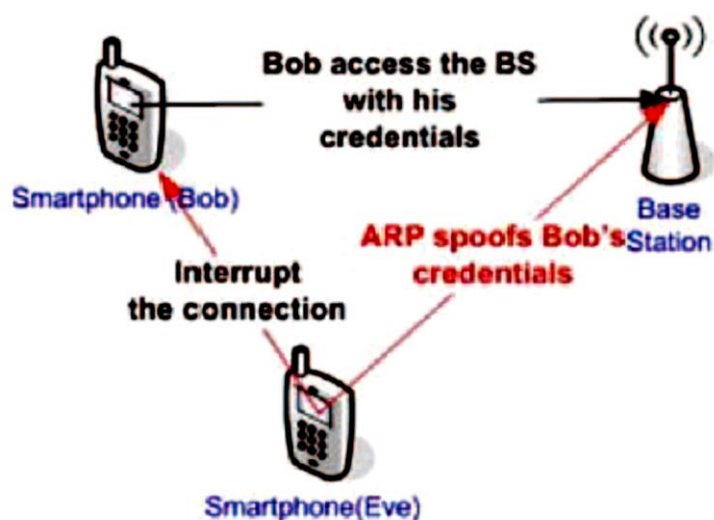 Bob access the BS
with his
credentials
Smartphone (Bob)
Base
Station
ARP spoofs Bob's
credentials
Interrupt
the connection
Smartphone(Eve)